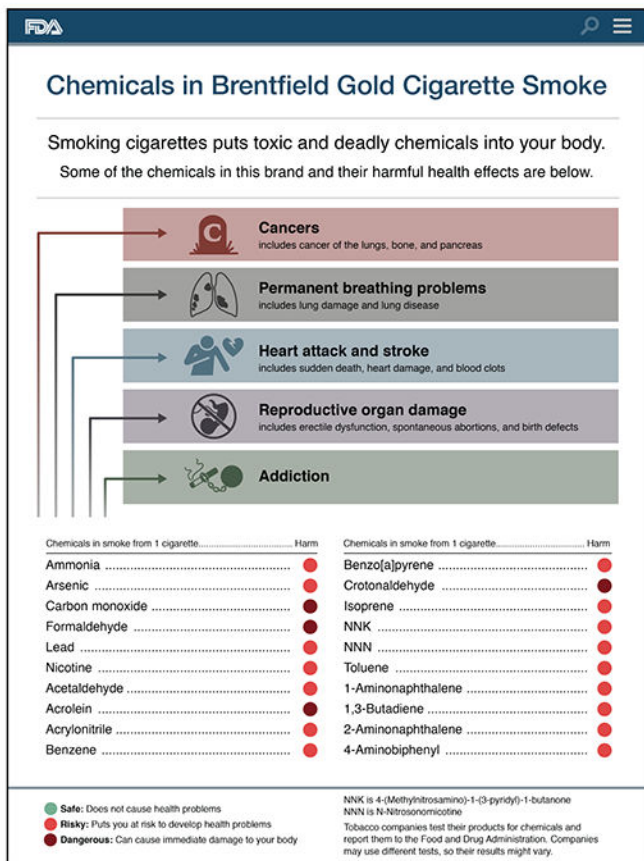 FDA
Chemicals in Brentfield Gold Cigarette Smoke
Smoking cigarettes puts toxic and deadly chemicals into your body.
Some of the chemicals in this brand and their harmful health effects are below.
C
Cancers
includes cancer of the lungs, bone, and pancreas
Permanent breathing problems
includes lung damage and lung disease
Heart attack and stroke
includes sudden death, heart damage, and blood clots
Reproductive organ damage
includes erectile dysfunction, spontaneous abortions, and birth defects
Addiction
Chemicals in smoke from 1 cigarette................................ Harm
Ammonia
Arsenic
Carbon monoxide
Formaldehyde
Lead
Nicotine
Acetaldehyde
Acrolein
Acrylonitrile
Benzene
Chemicals in smoke from 1 cigarette................................ Harm
Benzo[a]pyrene
Crotonaldehyde
Isoprene
NNK
NNN
Toluene
1-Aminonaphthalene
1,3-Butadiene
2-Aminonaphthalene
4-Aminobiphenyl
Safe: Does not cause health problems
Risky: Puts you at risk to develop health problems
Dangerous: Can cause immediate damage to your body
NNK is 4-(Methylnitrosamino)-1-(3-pyridyl)-1-butanone
NNN is N-Nitrosonornicotine
Tobacco companies test their products for chemicals and
report them to the Food and Drug Administration. Companies
may use different tests, so their results might vary.